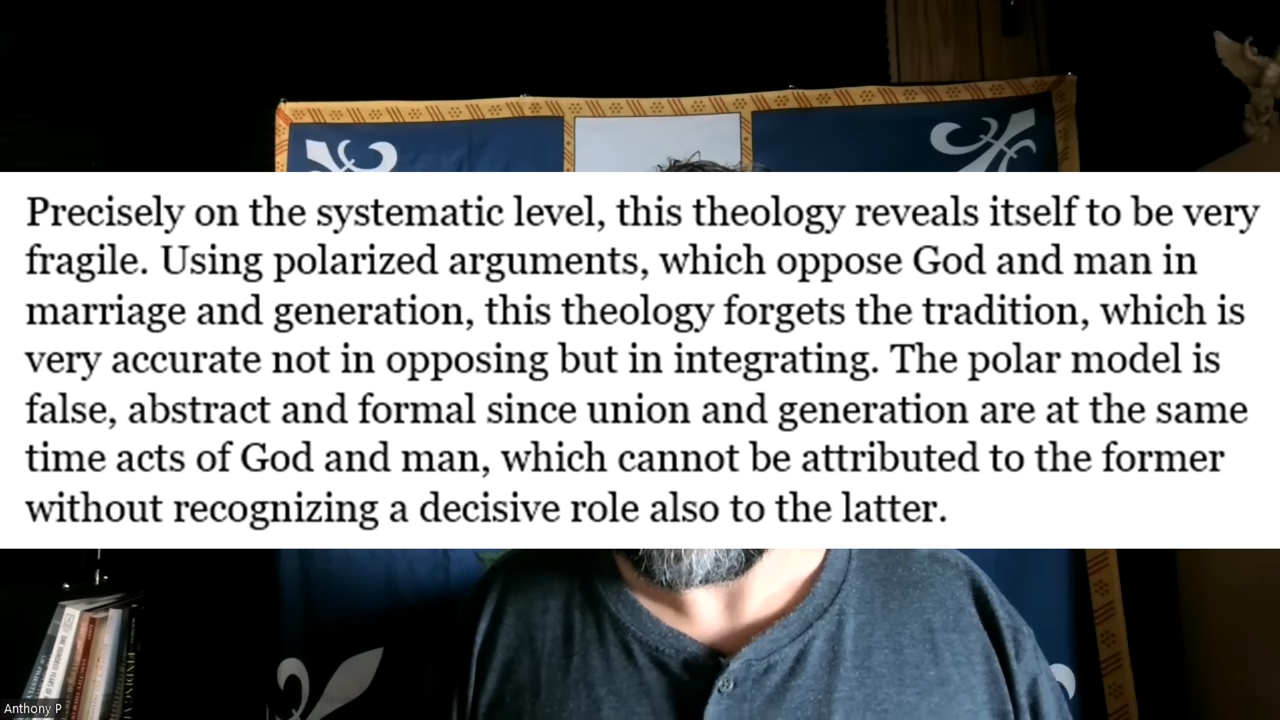 Precisely on the systematic level, this theology reveals itself to be very
fragile. Using polarized arguments, which oppose God and man in
marriage and generation, this theology forgets the tradition, which is
very accurate not in opposing but in integrating. The polar model is
false, abstract and formal since union and generation are at the same
time acts of God and man, which cannot be attributed to the former
without recognizing a decisive role also to the latter.
Anthony P